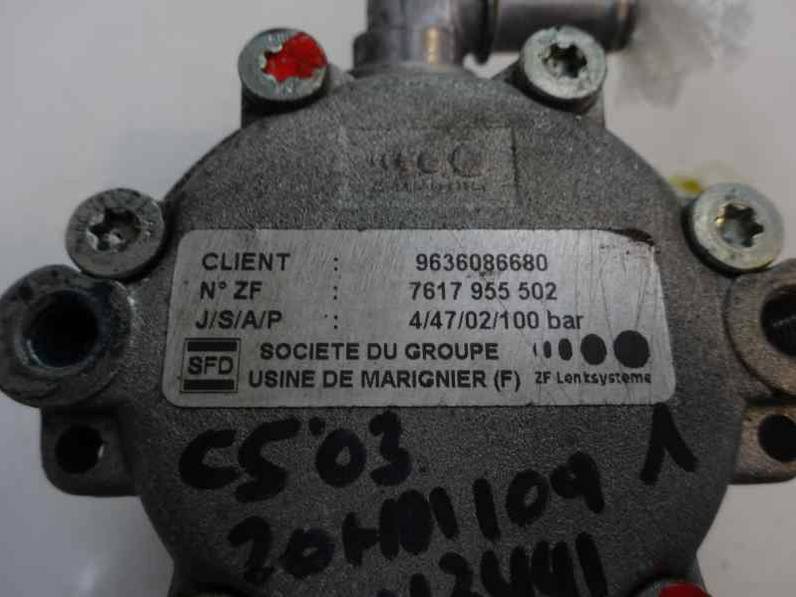 CLIENT : 9636086680
N° ZF : 7617 955 502
J/S/A/P : 4/47/02/100 bar
SFD SOCIETE DU GROUPE
USINE DE MARIGNIER (F) ZF Lenksysteme
C5'03 1